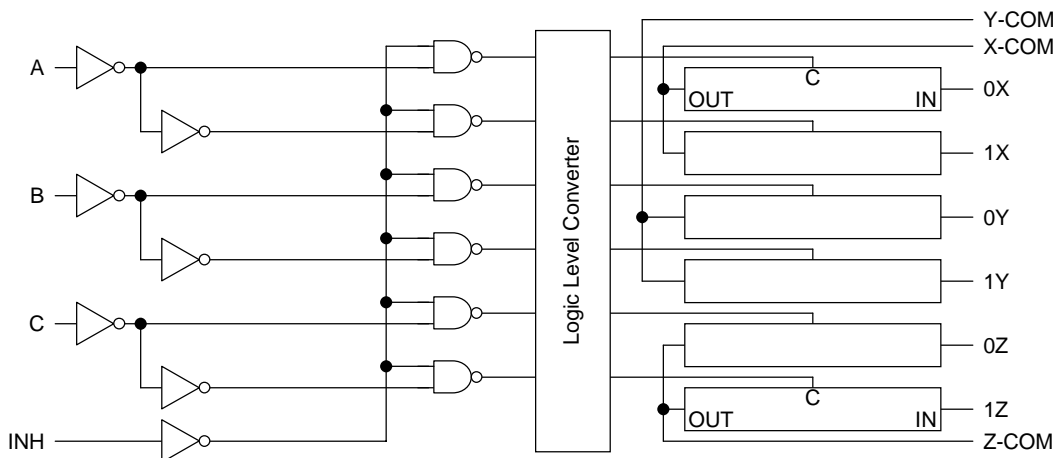 A
B
C
INH
Logic Level Converter
Y-COM
X-COM
C
OUT
IN
0X
1X
0Y
1Y
0Z
C
OUT
IN
1Z
Z-COM